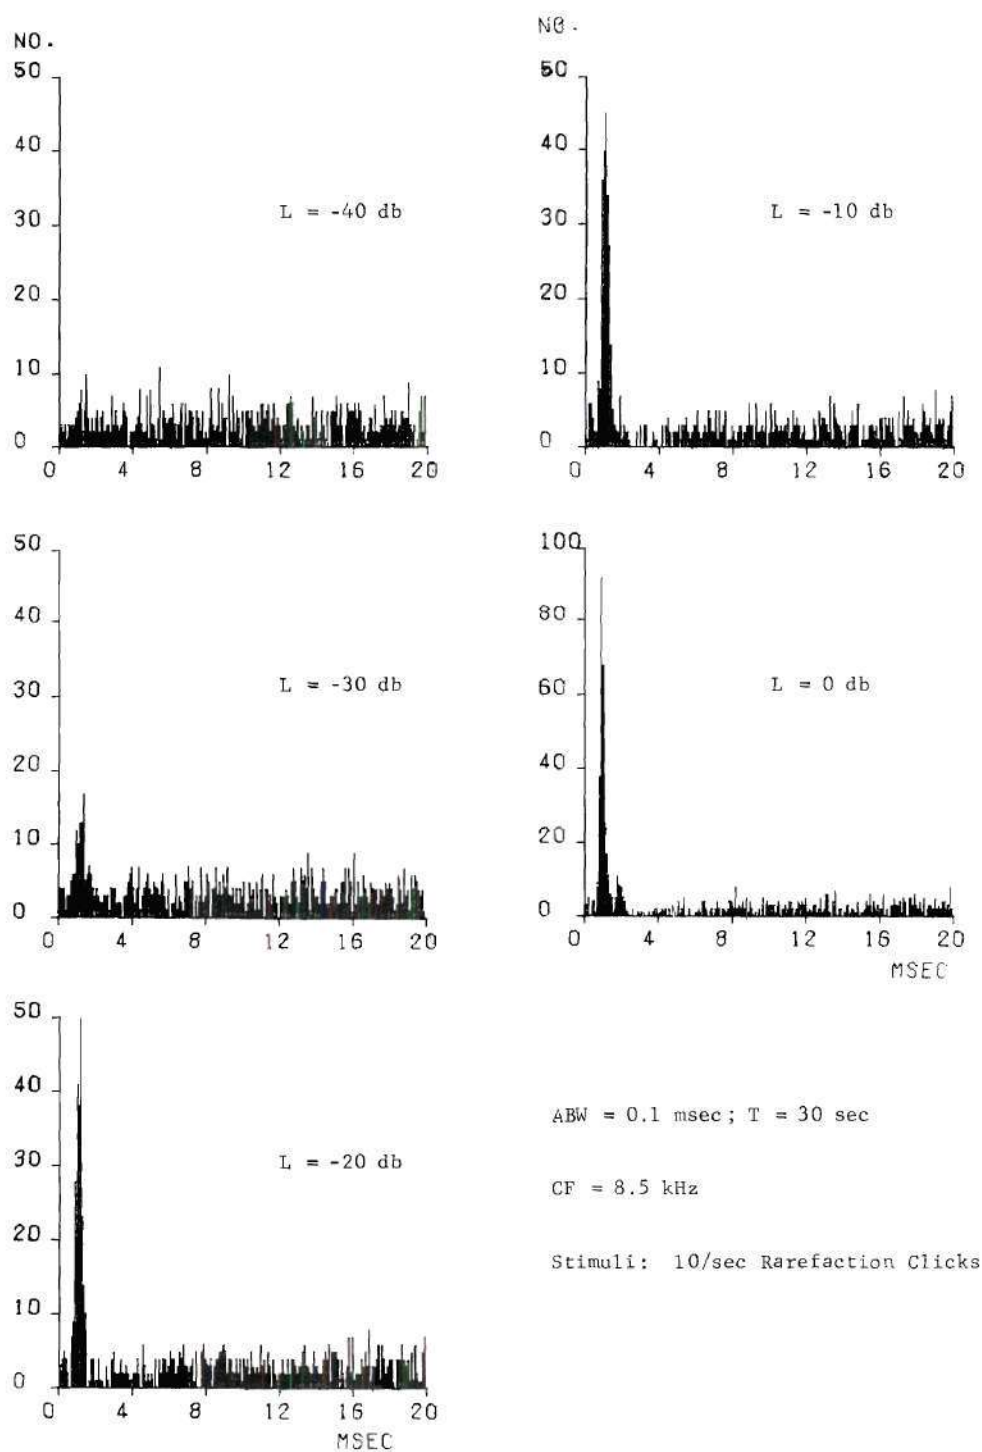 NO.
50
40
30
20
10
0
L = -40 db
0 4 8 12 16 20
NO.
50
40
30
20
10
0
L = -10 db
0 4 8 12 16 20
50
40
30
20
10
0
L = -30 db
0 4 8 12 16 20
100
80
60
40
20
0
L = 0 db
0 4 8 12 16 20
MSEC
50
40
30
20
10
0
L = -20 db
0 4 8 12 16 20
MSEC
ABW = 0.1 msec; T = 30 sec
CF = 8.5 kHz
Stimuli: 10/sec Rarefaction Clicks